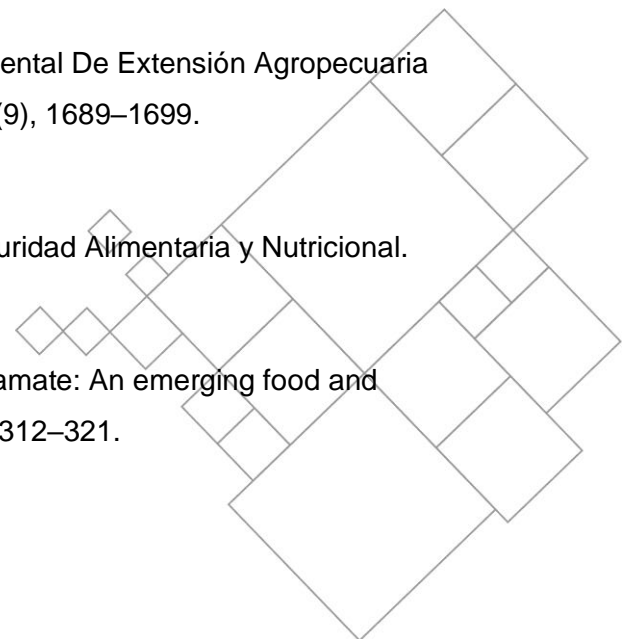 ental De Extensión Agropecuaria
(9), 1689–1699.
uridad Alimentaria y Nutricional.
amate: An emerging food and
312–321.